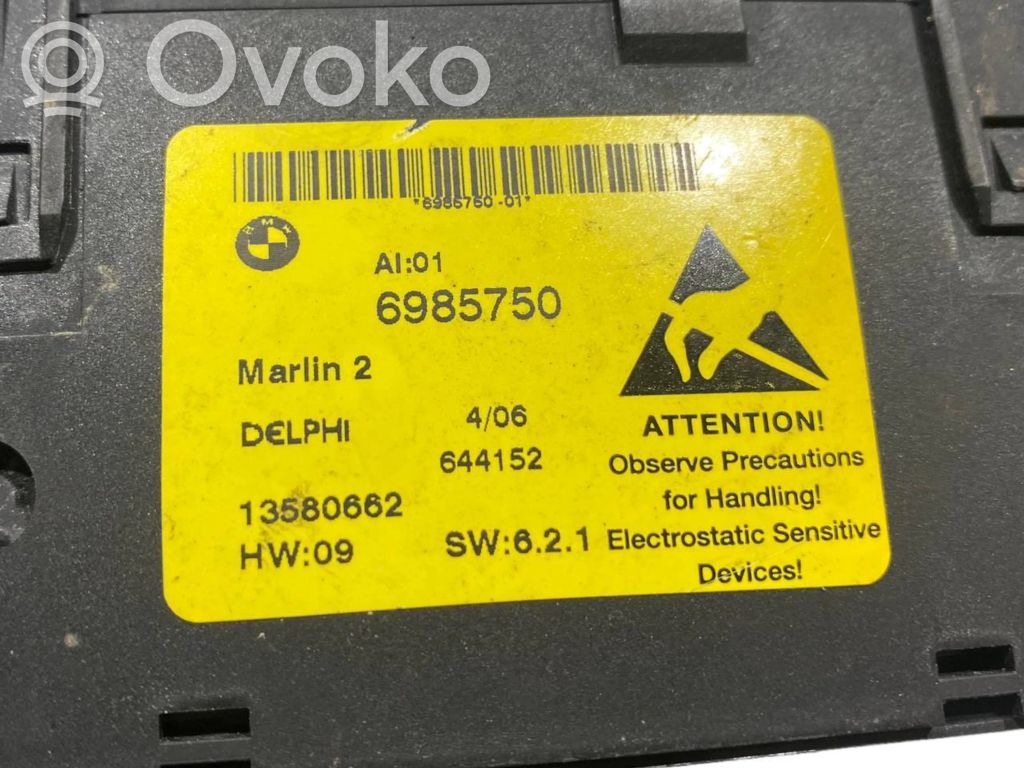 Ovoko
*6985750-01*
BMW
AI:01
6985750
Marlin 2
DELPHI
4/06
644152
13580662
HW:09
SW:6.2.1
ATTENTION!
Observe Precautions
for Handling!
Electrostatic Sensitive
Devices!